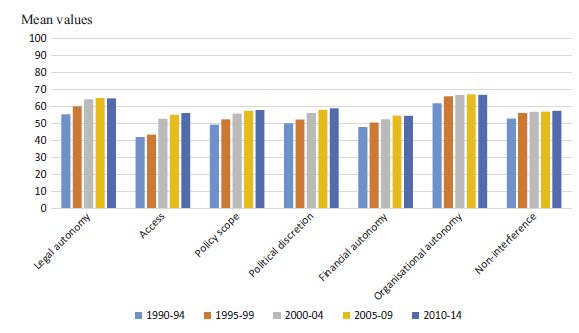 Mean values
100
90
80
70
60
50
40
30
20
10
0
Legal autonomy
Access
Policy scope
Political discretion
Financial autonomy
Organisational autonomy
Non-interference
1990-94 1995-99 2000-04 2005-09 2010-14